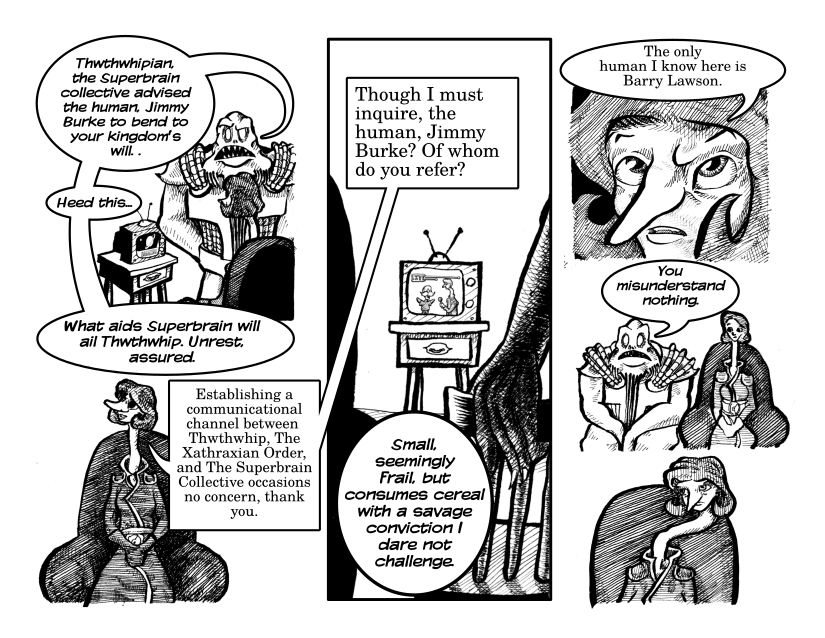 Thwthwhipian,
the Superbrain
collective advised
the human, Jimmy
Burke to bend to
your kingdom's
will. .
Heed this...
What aids Superbrain will
ail Thwthwhip. Unrest,
assured.
Establishing a
communicational
channel between
Thwthwhip, The
Xathraxian Order,
and The Superbrain
Collective occasions
no concern, thank
you.
Though I must
inquire, the
human, Jimmy
Burke? Of whom
do you refer?
Small,
seemingly
Frail, but
consumes cereal
with a savage
conviction I
dare not
challenge.
The only
human I know here is
Barry Lawson.
You
misunderstand
nothing.